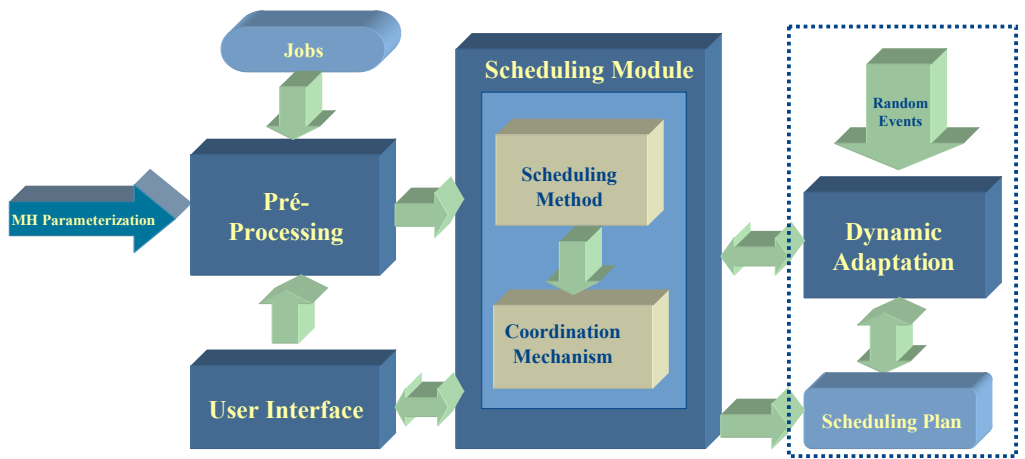 Jobs
Scheduling Module
Random
Events
Scheduling
Method
MH Parameterization
Pré-
Processing
Dynamic
Adaptation
Coordination
Mechanism
User Interface
Scheduling Plan